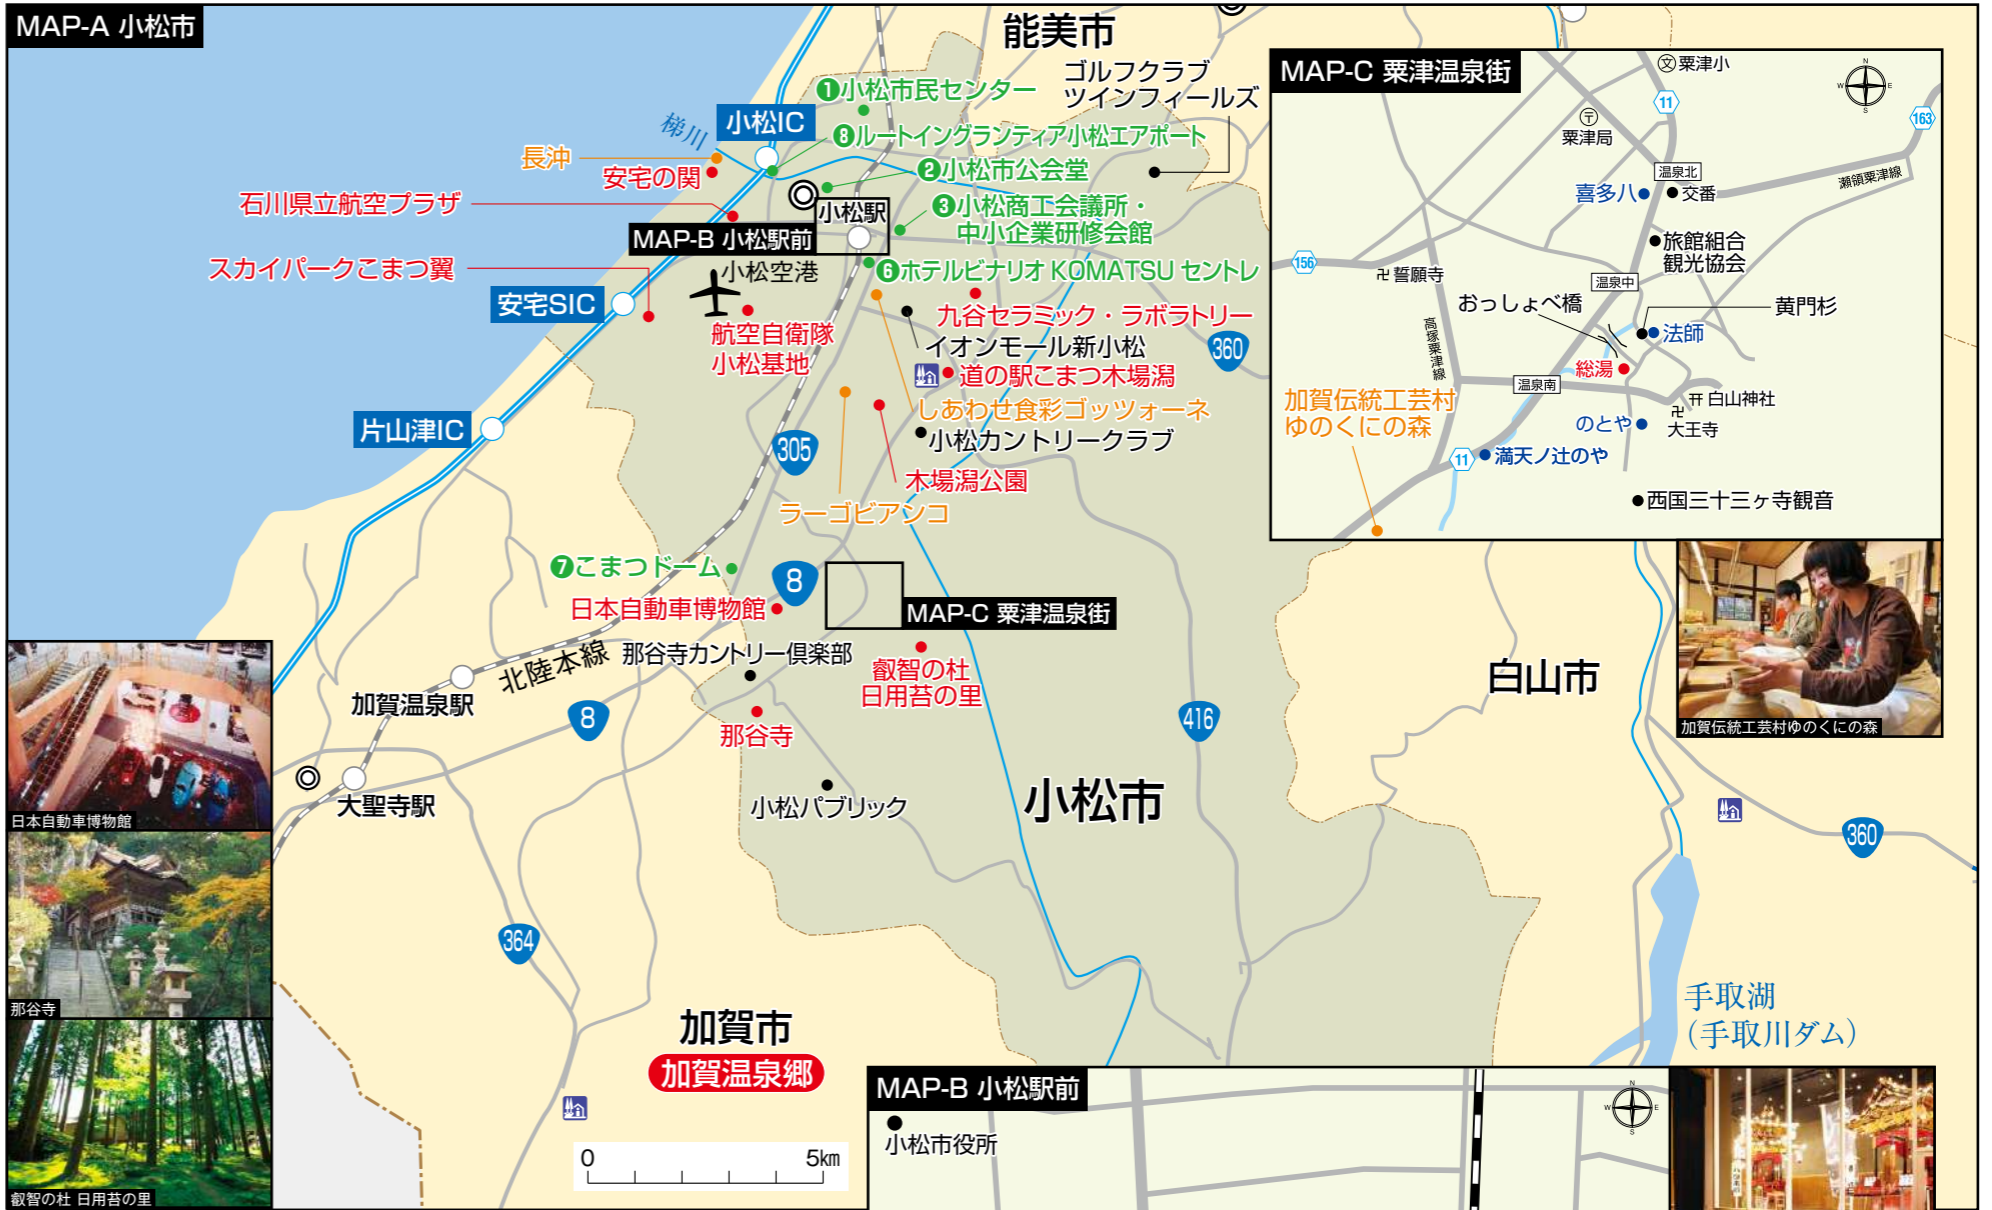 MAP-A 小松市
能美市
ゴルフクラブ
ツインフィールズ
❶小松市民センター
梯川
小松IC
❽ルートイングランティア小松エアポート
長沖
安宅の関
❷小松市公会堂
石川県立航空プラザ
小松駅
❸小松商工会議所・
中小企業研修会館
MAP-B 小松駅前
スカイパークこまつ翼
小松空港
❻ホテルビナリオ KOMATSU セントレ
安宅SIC
航空自衛隊
小松基地
九谷セラミック・ラボラトリー
イオンモール新小松
360
道の駅こまつ木場潟
しあわせ食彩ゴッツォーネ
片山津IC
小松カントリークラブ
305
木場潟公園
ラーゴビアンコ
❼こまつドーム
8
日本自動車博物館
MAP-C 粟津温泉街
那谷寺カントリー倶楽部
北陸本線
叡智の杜
日用苔の里
加賀温泉駅
8
那谷寺
416
白山市
大聖寺駅
小松パブリック
小松市
360
364
手取湖
(手取川ダム)
加賀市
加賀温泉郷
0 5km
MAP-C 粟津温泉街
文 粟津小
N
W E
S
11
163
〒
粟津局
温泉北
瀬領粟津線
喜多八
交番
旅館組合
観光協会
156
卍 誓願寺
温泉中
おっしょべ橋
黄門杉
法師
高塚粟津線
総湯
温泉南
加賀伝統工芸村
ゆのくにの森
白山神社
卍
大王寺
のとや
11
満天ノ辻のや
西国三十三ヶ寺観音
加賀伝統工芸村ゆのくにの森
日本自動車博物館
那谷寺
叡智の杜 日用苔の里
MAP-B 小松駅前
N
W E
S
小松市役所